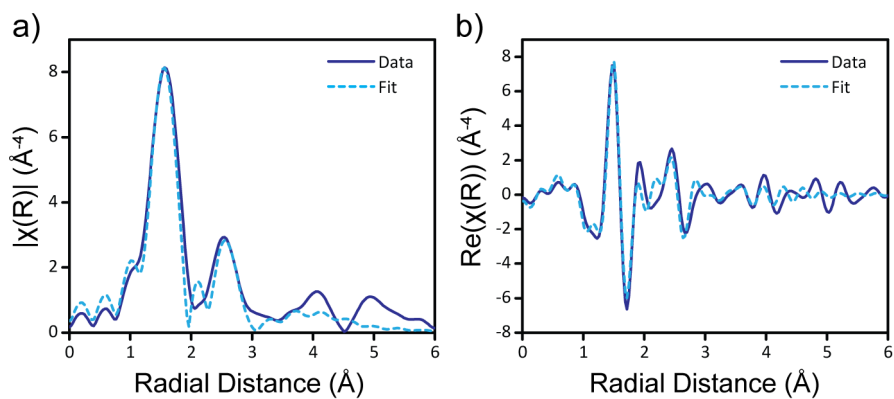 a)
|χ(R)| (Å⁻⁴)
8
6
4
2
0
0 1 2 3 4 5 6
Radial Distance (Å)
Data
Fit
b)
Re(χ(R)) (Å⁻⁴)
8
6
4
2
0
-2
-4
-6
-8
0 1 2 3 4 5 6
Radial Distance (Å)
Data
Fit